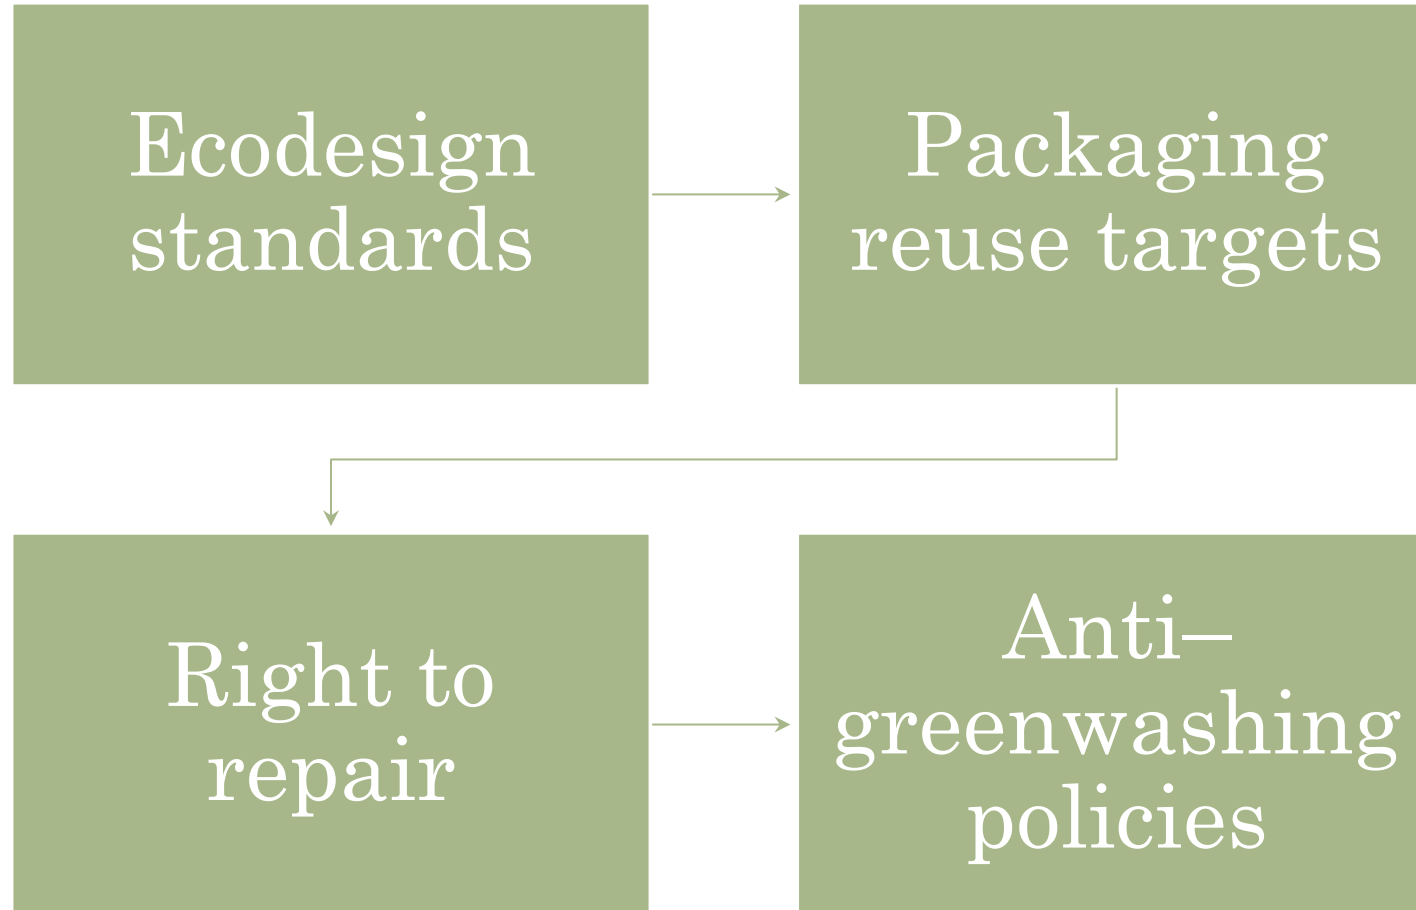 Ecodesign
standards
Packaging
reuse targets
Right to
repair
Anti–
greenwashing
policies